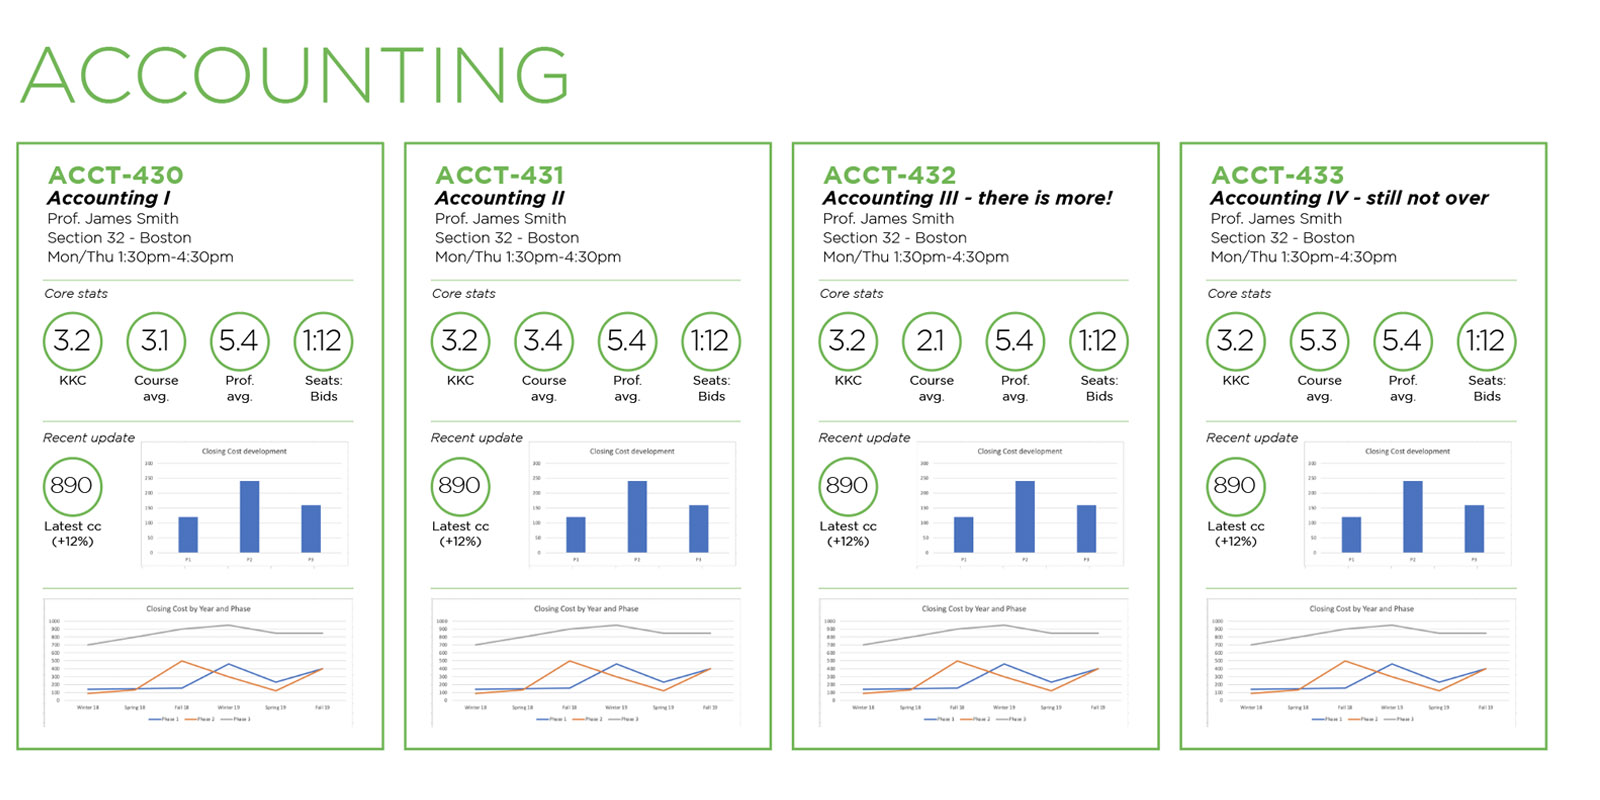 ACCOUNTING
ACCT-430
Accounting I
Prof. James Smith
Section 32 - Boston
Mon/Thu 1:30pm-4:30pm
Core stats
3.2 3.1 5.4 1:12
KKC Course Prof. Seats:
avg. avg. Bids
Recent update
890
Latest cc
(+12%)
Closing Cost development
300
250
200
150
100
50
0
P1 P2 P3
Closing Cost by Year and Phase
1000
900
800
700
600
500
400
300
200
100
0
Winter 18 Spring 18 Fall 18 Winter 19 Spring 19 Fall 19
Phase 1 Phase 2 Phase 3
ACCT-431
Accounting II
Prof. James Smith
Section 32 - Boston
Mon/Thu 1:30pm-4:30pm
Core stats
3.2 3.4 5.4 1:12
KKC Course Prof. Seats:
avg. avg. Bids
Recent update
890
Latest cc
(+12%)
Closing Cost development
300
250
200
150
100
50
0
P1 P2 P3
Closing Cost by Year and Phase
1000
900
800
700
600
500
400
300
200
100
0
Winter 18 Spring 18 Fall 18 Winter 19 Spring 19 Fall 19
Phase 1 Phase 2 Phase 3
ACCT-432
Accounting III - there is more!
Prof. James Smith
Section 32 - Boston
Mon/Thu 1:30pm-4:30pm
Core stats
3.2 2.1 5.4 1:12
KKC Course Prof. Seats:
avg. avg. Bids
Recent update
890
Latest cc
(+12%)
Closing Cost development
300
250
200
150
100
50
0
P1 P2 P3
Closing Cost by Year and Phase
1000
900
800
700
600
500
400
300
200
100
0
Winter 18 Spring 18 Fall 18 Winter 19 Spring 19 Fall 19
Phase 1 Phase 2 Phase 3
ACCT-433
Accounting IV - still not over
Prof. James Smith
Section 32 - Boston
Mon/Thu 1:30pm-4:30pm
Core stats
3.2 5.3 5.4 1:12
KKC Course Prof. Seats:
avg. avg. Bids
Recent update
890
Latest cc
(+12%)
Closing Cost development
300
250
200
150
100
50
0
P1 P2 P3
Closing Cost by Year and Phase
1000
900
800
700
600
500
400
300
200
100
0
Winter 18 Spring 18 Fall 18 Winter 19 Spring 19 Fall 19
Phase 1 Phase 2 Phase 3